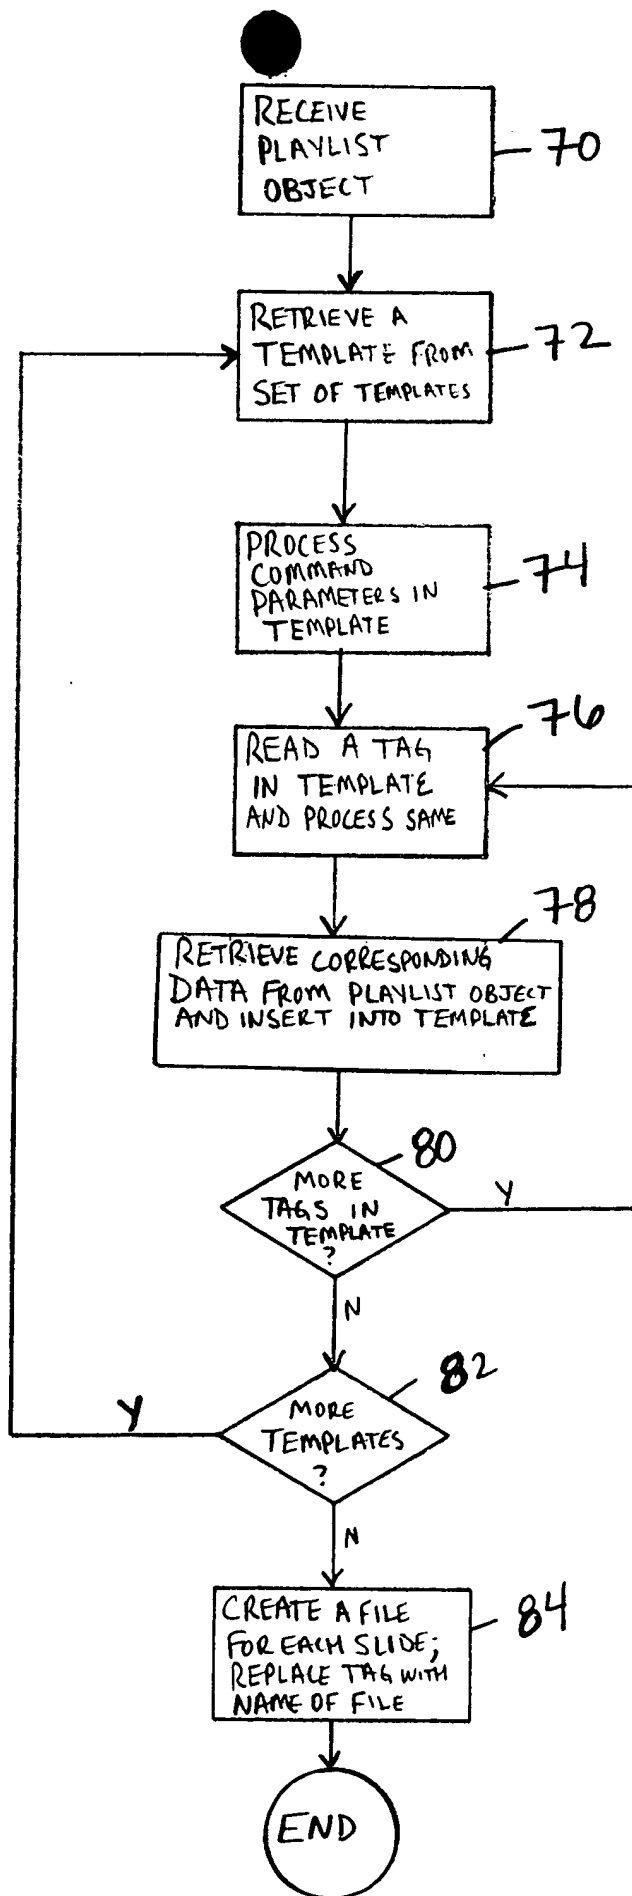 RECEIVE
PLAYLIST
OBJECT
70
RETRIEVE A
TEMPLATE FROM
SET OF TEMPLATES
72
PROCESS
COMMAND
PARAMETERS IN
TEMPLATE
74
READ A TAG
IN TEMPLATE
AND PROCESS SAME
76
RETRIEVE CORRESPONDING
DATA FROM PLAYLIST OBJECT
AND INSERT INTO TEMPLATE
78
MORE
TAGS IN
TEMPLATE
?
80
Y
N
MORE
TEMPLATES
?
82
Y
N
CREATE A FILE
FOR EACH SLIDE;
REPLACE TAG WITH
NAME OF FILE
84
END